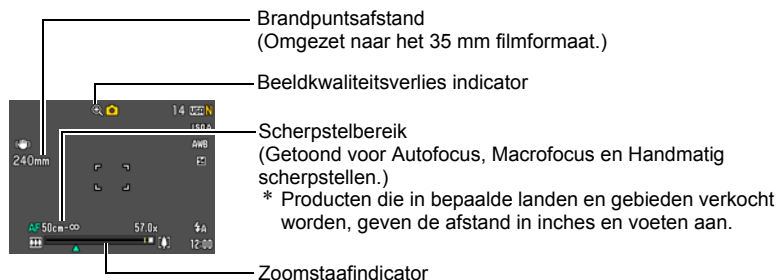 Brandpuntsafstand
(Omgezet naar het 35 mm filmformaat.)
Beeldkwaliteitsverlies indicator
14 N
AWB
240mm
Scherpstelbereik
(Getoond voor Autofocus, Macrofocus en Handmatig
scherpstellen.)
* Producten die in bepaalde landen en gebieden verkocht
worden, geven de afstand in inches en voeten aan.
AF 50cm-∞ 57.0x A
12:00
Zoomstaafindicator